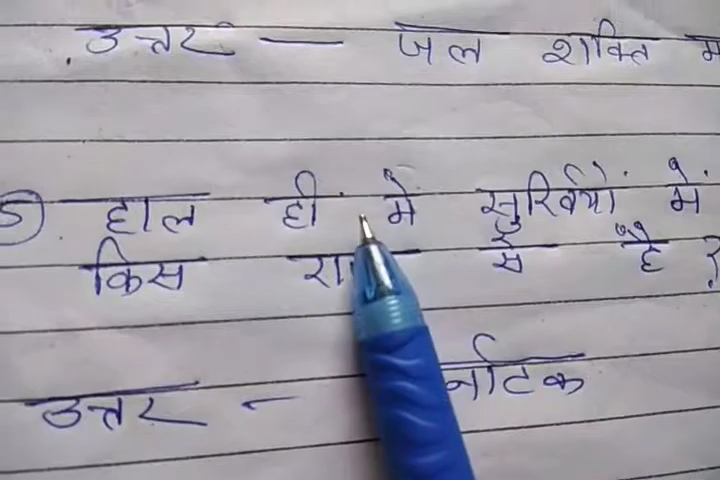 उत्तर — जल शक्ति
5 हाल ही में सुर्खियों में
किस से है ?
उत्तर -